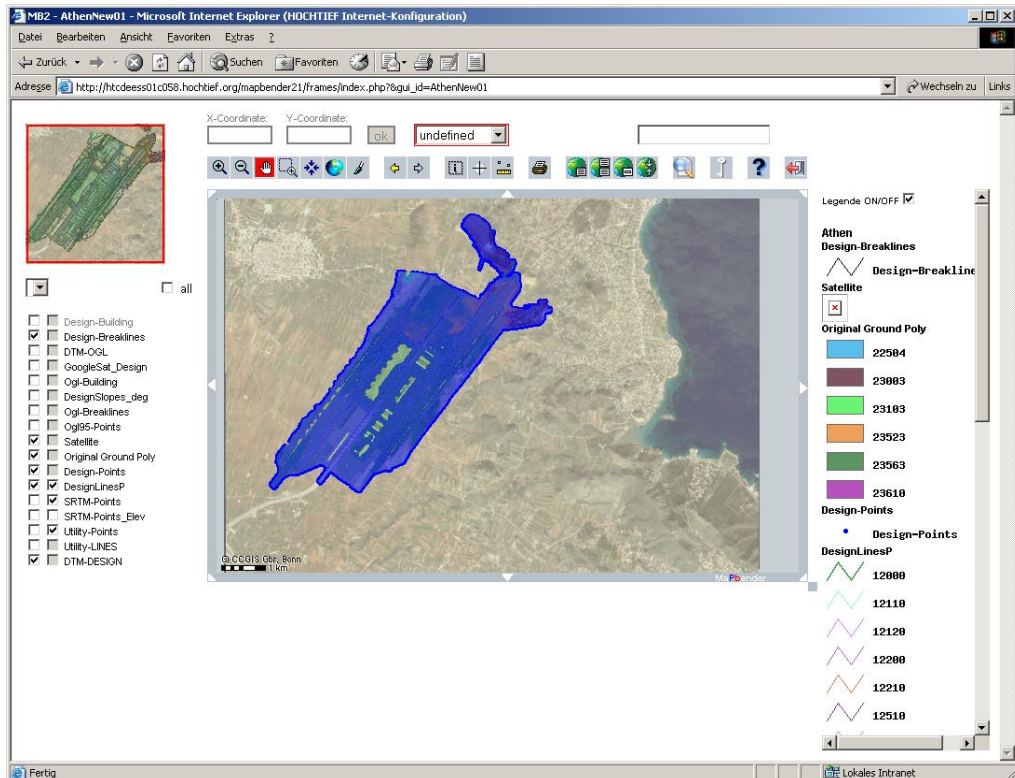 MB2 - AthenNew01 - Microsoft Internet Explorer (HOCHTIEF Internet-Konfiguration)
Datei Bearbeiten Ansicht Favoriten Extras ?
Zurück Suchen Favoriten
Adresse http://htcdeess01c058.hochtief.org/mapbender21/frames/index.php?&gui_id=AthenNew01 Wechseln zu Links
X-Coordinate: Y-Coordinate:
ok undefined
all
Design-Building
Design-Breaklines
DTM-OGL
GoogleSat_Design
Ogl-Building
DesignSlopes_deg
Ogl-Breaklines
Ogl95-Points
Satellite
Original Ground Poly
Design-Points
DesignLinesP
SRTM-Points
SRTM-Points_Elev
Utility-Points
Utility-LINES
DTM-DESIGN
© CCGIS Gbr, Bonn
1 km
MaPbender
Legende ON/OFF
Athen
Design-Breaklines
Design-Breakline
Satellite
Original Ground Poly
22504
23003
23103
23523
23563
23610
Design-Points
Design-Points
DesignLinesP
12000
12110
12120
12200
12210
12510
Fertig Lokales Intranet